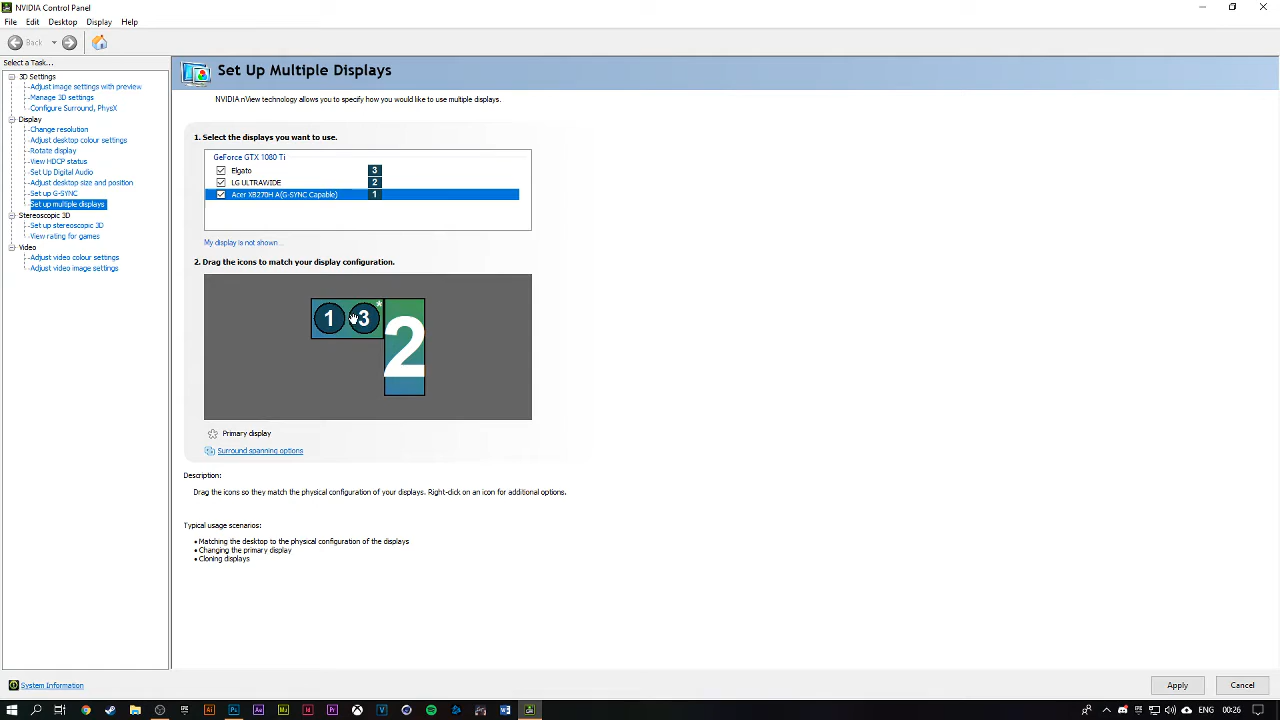 NVIDIA Control Panel
File Edit Desktop Display Help
Back
Select a Task...
3D Settings
Adjust image settings with preview
Manage 3D settings
Configure Surround, PhysX
Display
Change resolution
Adjust desktop colour settings
Rotate display
View HDCP status
Set Up Digital Audio
Adjust desktop size and position
Set up G-SYNC
Set up multiple displays
Stereoscopic 3D
Set up stereoscopic 3D
View rating for games
Video
Adjust video colour settings
Adjust video image settings
System Information
Set Up Multiple Displays
NVIDIA nView technology allows you to specify how you would like to use multiple displays.
1. Select the displays you want to use.
GeForce GTX 1080 Ti
Elgato 3
LG ULTRAWIDE 2
Acer XB270H A(G-SYNC Capable) 1
My display is not shown...
2. Drag the icons to match your display configuration.
1 3 * 2
Primary display
Surround spanning options
Description:
Drag the icons so they match the physical configuration of your displays. Right-click on an icon for additional options.
Typical usage scenarios:
• Matching the desktop to the physical configuration of the displays
• Changing the primary display
• Cloning displays
Apply Cancel
Ai Ps Ae Mu Id Pr V ENG 00:26